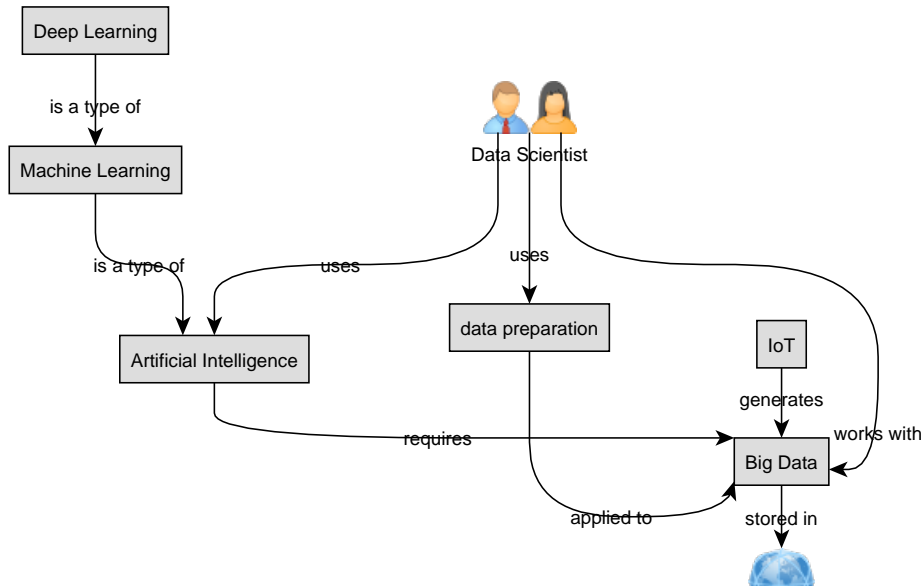 Deep Learning
is a type of
Data Scientist
Machine Learning
is a type of
uses
uses
data preparation
IoT
Artificial Intelligence
generates
requires
works with
Big Data
applied to
stored in